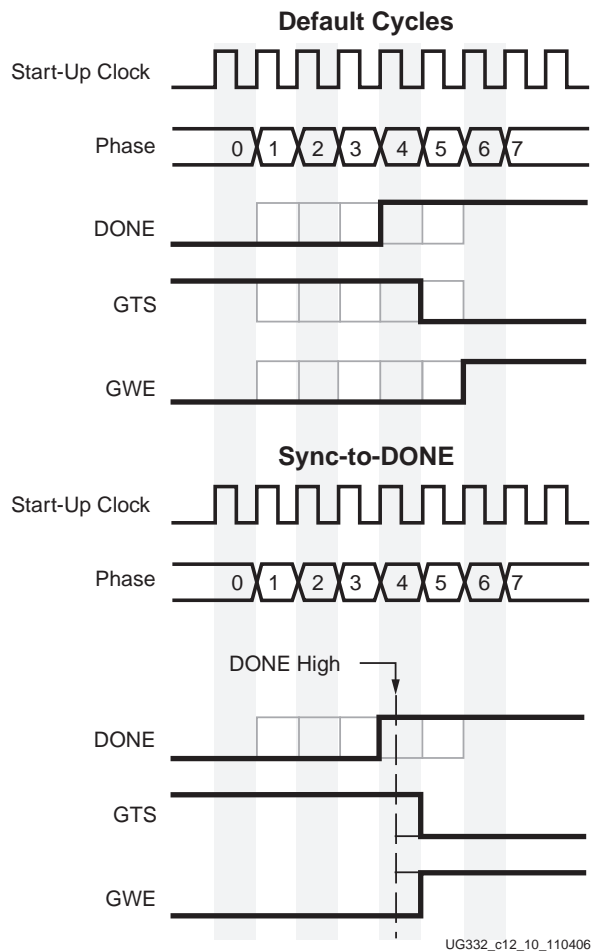 Default Cycles
Start-Up Clock
Phase
0 1 2 3 4 5 6 7
DONE
GTS
GWE
Sync-to-DONE
Start-Up Clock
Phase
0 1 2 3 4 5 6 7
DONE High
DONE
GTS
GWE
UG332_c12_10_110406